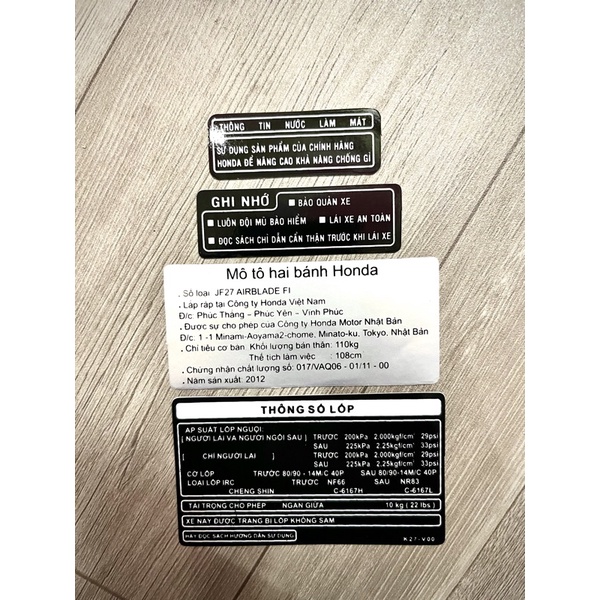 THÔNG TIN NƯỚC LÀM MÁT
SỬ DỤNG SẢN PHẨM CỦA CHÍNH HÃNG
HONDA ĐỂ NÂNG CAO KHẢ NĂNG CHỐNG GỈ
GHI NHỚ ■ BẢO QUẢN XE
■ LUÔN ĐỘI MŨ BẢO HIỂM ■ LÁI XE AN TOÀN
■ ĐỌC SÁCH CHỈ DẪN CẨN THẬN TRƯỚC KHI LÁI XE
Mô tô hai bánh Honda
. Số loại JF27 AIRBLADE FI
. Lắp ráp tại Công ty Honda Việt Nam
Đ/c: Phúc Thắng – Phúc Yên – Vĩnh Phúc
. Được sự cho phép của Công ty Honda Motor Nhật Bản
Đ/c: 1 -1 Minami-Aoyama2-chome, Minato-ku, Tokyo, Nhật Bản
. Chỉ tiêu cơ bản Khối lượng bản thân: 110kg
Thể tích làm việc : 108cm
. Chứng nhận chất lượng số: 017/VAQ06 - 01/11 - 00
. Năm sản xuất: 2012
THÔNG SỐ LỐP
ÁP SUẤT LỐP NGUỘI:
[ NGƯỜI LÁI VÀ NGƯỜI NGỒI SAU ] TRƯỚC 200kPa 2,000kgf/cm² 29psi
SAU 225kPa 2,25kgf/cm² 33psi
[ CHỈ NGƯỜI LÁI ] TRƯỚC 200kPa 2,000kgf/cm² 29psi
SAU 225kPa 2,25kgf/cm² 33psi
CỠ LỐP TRƯỚC 80/90 - 14M/C 40P SAU 80/90-14M/C 40P
LOẠI LỐP IRC TRƯỚC NF66 SAU NR83
CHENG SHIN C-6167H C-6167L
TẢI TRỌNG CHO PHÉP NGĂN GIỮA 10 kg ( 22 lbs )
XE NÀY ĐƯỢC TRANG BỊ LỐP KHÔNG SĂM
HÃY ĐỌC SÁCH HƯỚNG DẪN SỬ DỤNG K27-V00